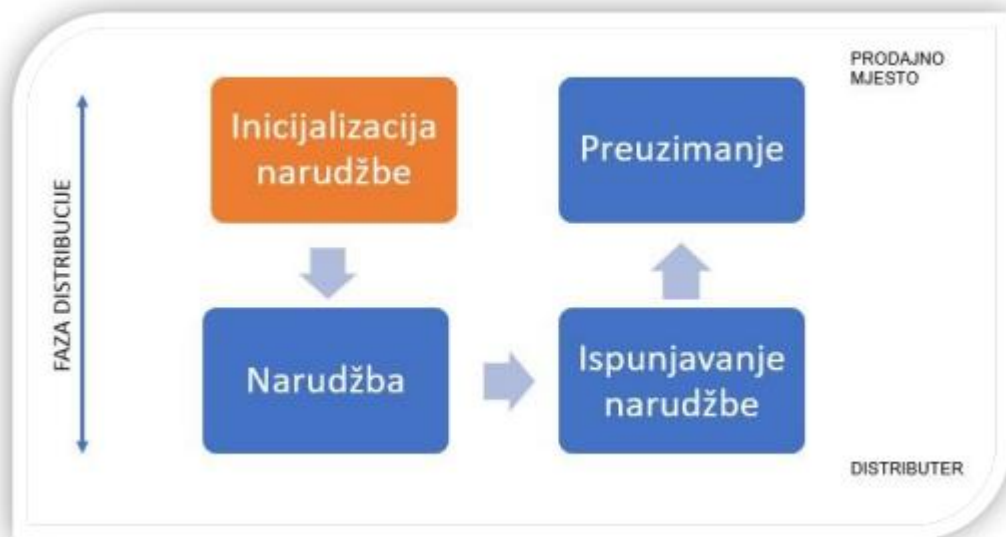 PRODAJNO
MJESTO
Inicijalizacija
narudžbe
Preuzimanje
FAZA DISTRIBUCIJE
Narudžba
Ispunjavanje
narudžbe
DISTRIBUTER